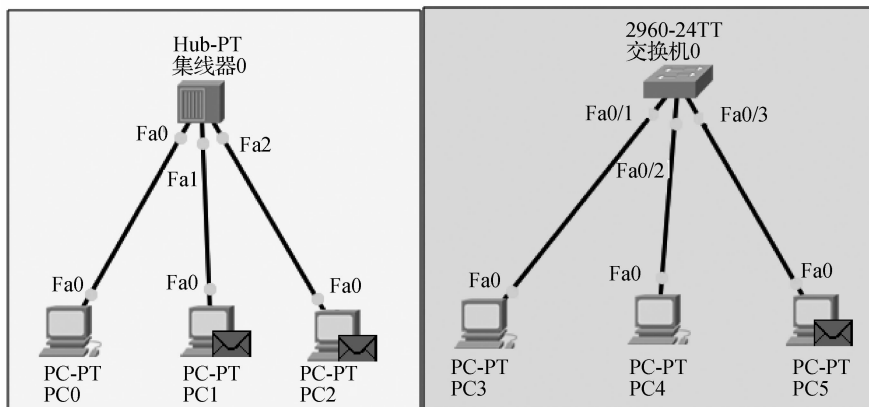 Hub-PT
集线器0
Fa0
Fa1
Fa2
Fa0
Fa0
Fa0
PC-PT
PC0
PC-PT
PC1
PC-PT
PC2
2960-24TT
交换机0
Fa0/1
Fa0/2
Fa0/3
Fa0
Fa0
Fa0
PC-PT
PC3
PC-PT
PC4
PC-PT
PC5